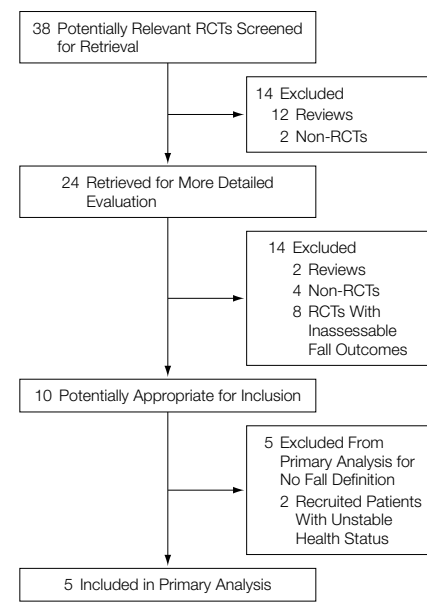 38 Potentially Relevant RCTs Screened
for Retrieval
14 Excluded
12 Reviews
2 Non-RCTs
24 Retrieved for More Detailed
Evaluation
14 Excluded
2 Reviews
4 Non-RCTs
8 RCTs With
Inassessable
Fall Outcomes
10 Potentially Appropriate for Inclusion
5 Excluded From
Primary Analysis for
No Fall Definition
2 Recruited Patients
With Unstable
Health Status
5 Included in Primary Analysis